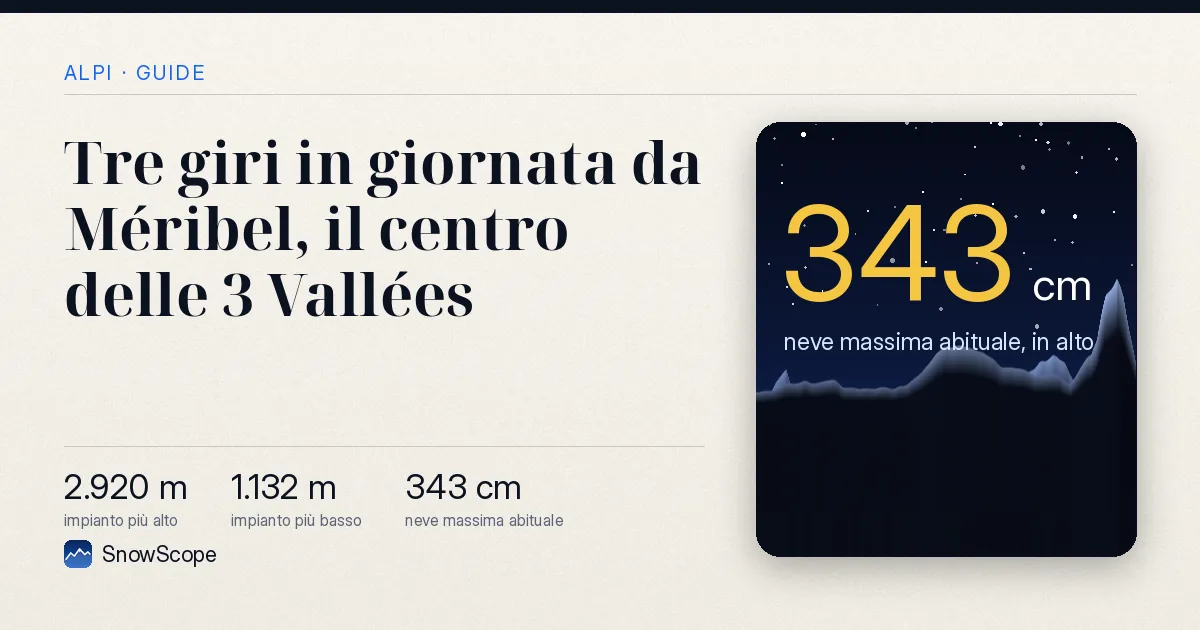 ALPI · GUIDE
Tre giri in giornata da
Méribel, il centro
delle 3 Vallées
343 cm
neve massima abituale, in alto
2.920 m
impianto più alto
1.132 m
impianto più basso
343 cm
neve massima abituale
SnowScope